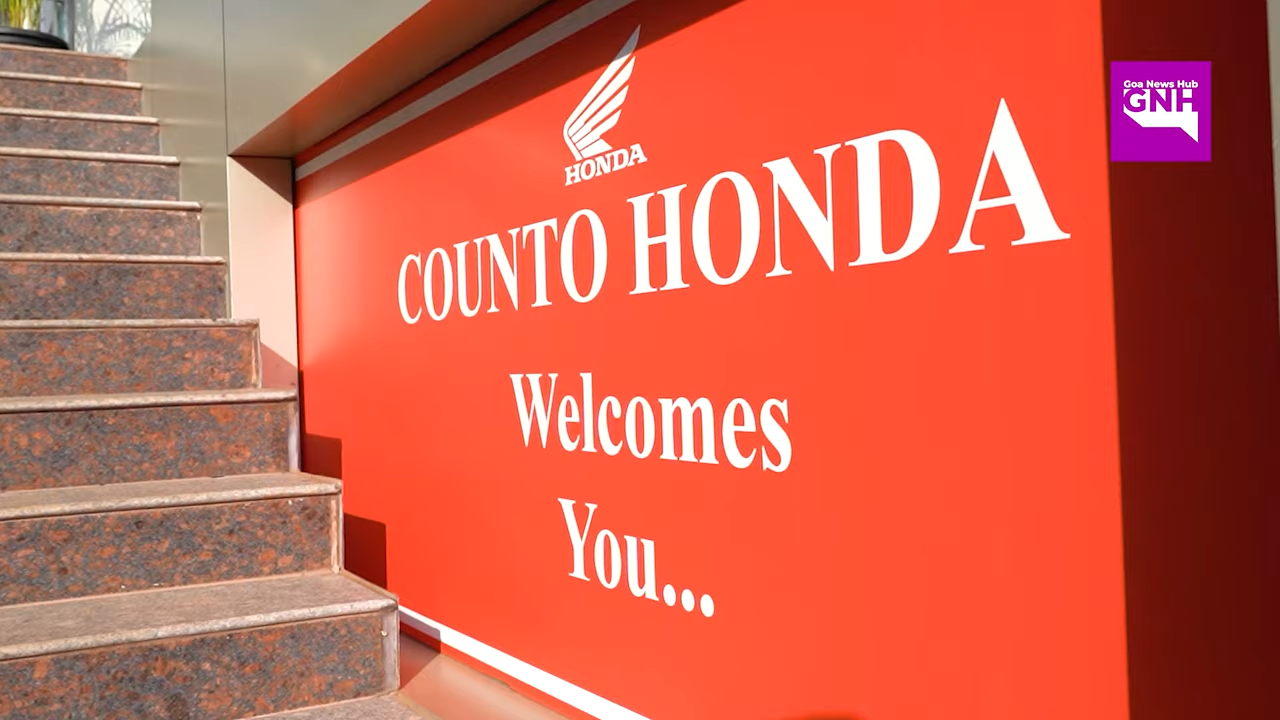 HONDA
COUNTO HONDA
Welcomes
You...
Goa News Hub
GNH